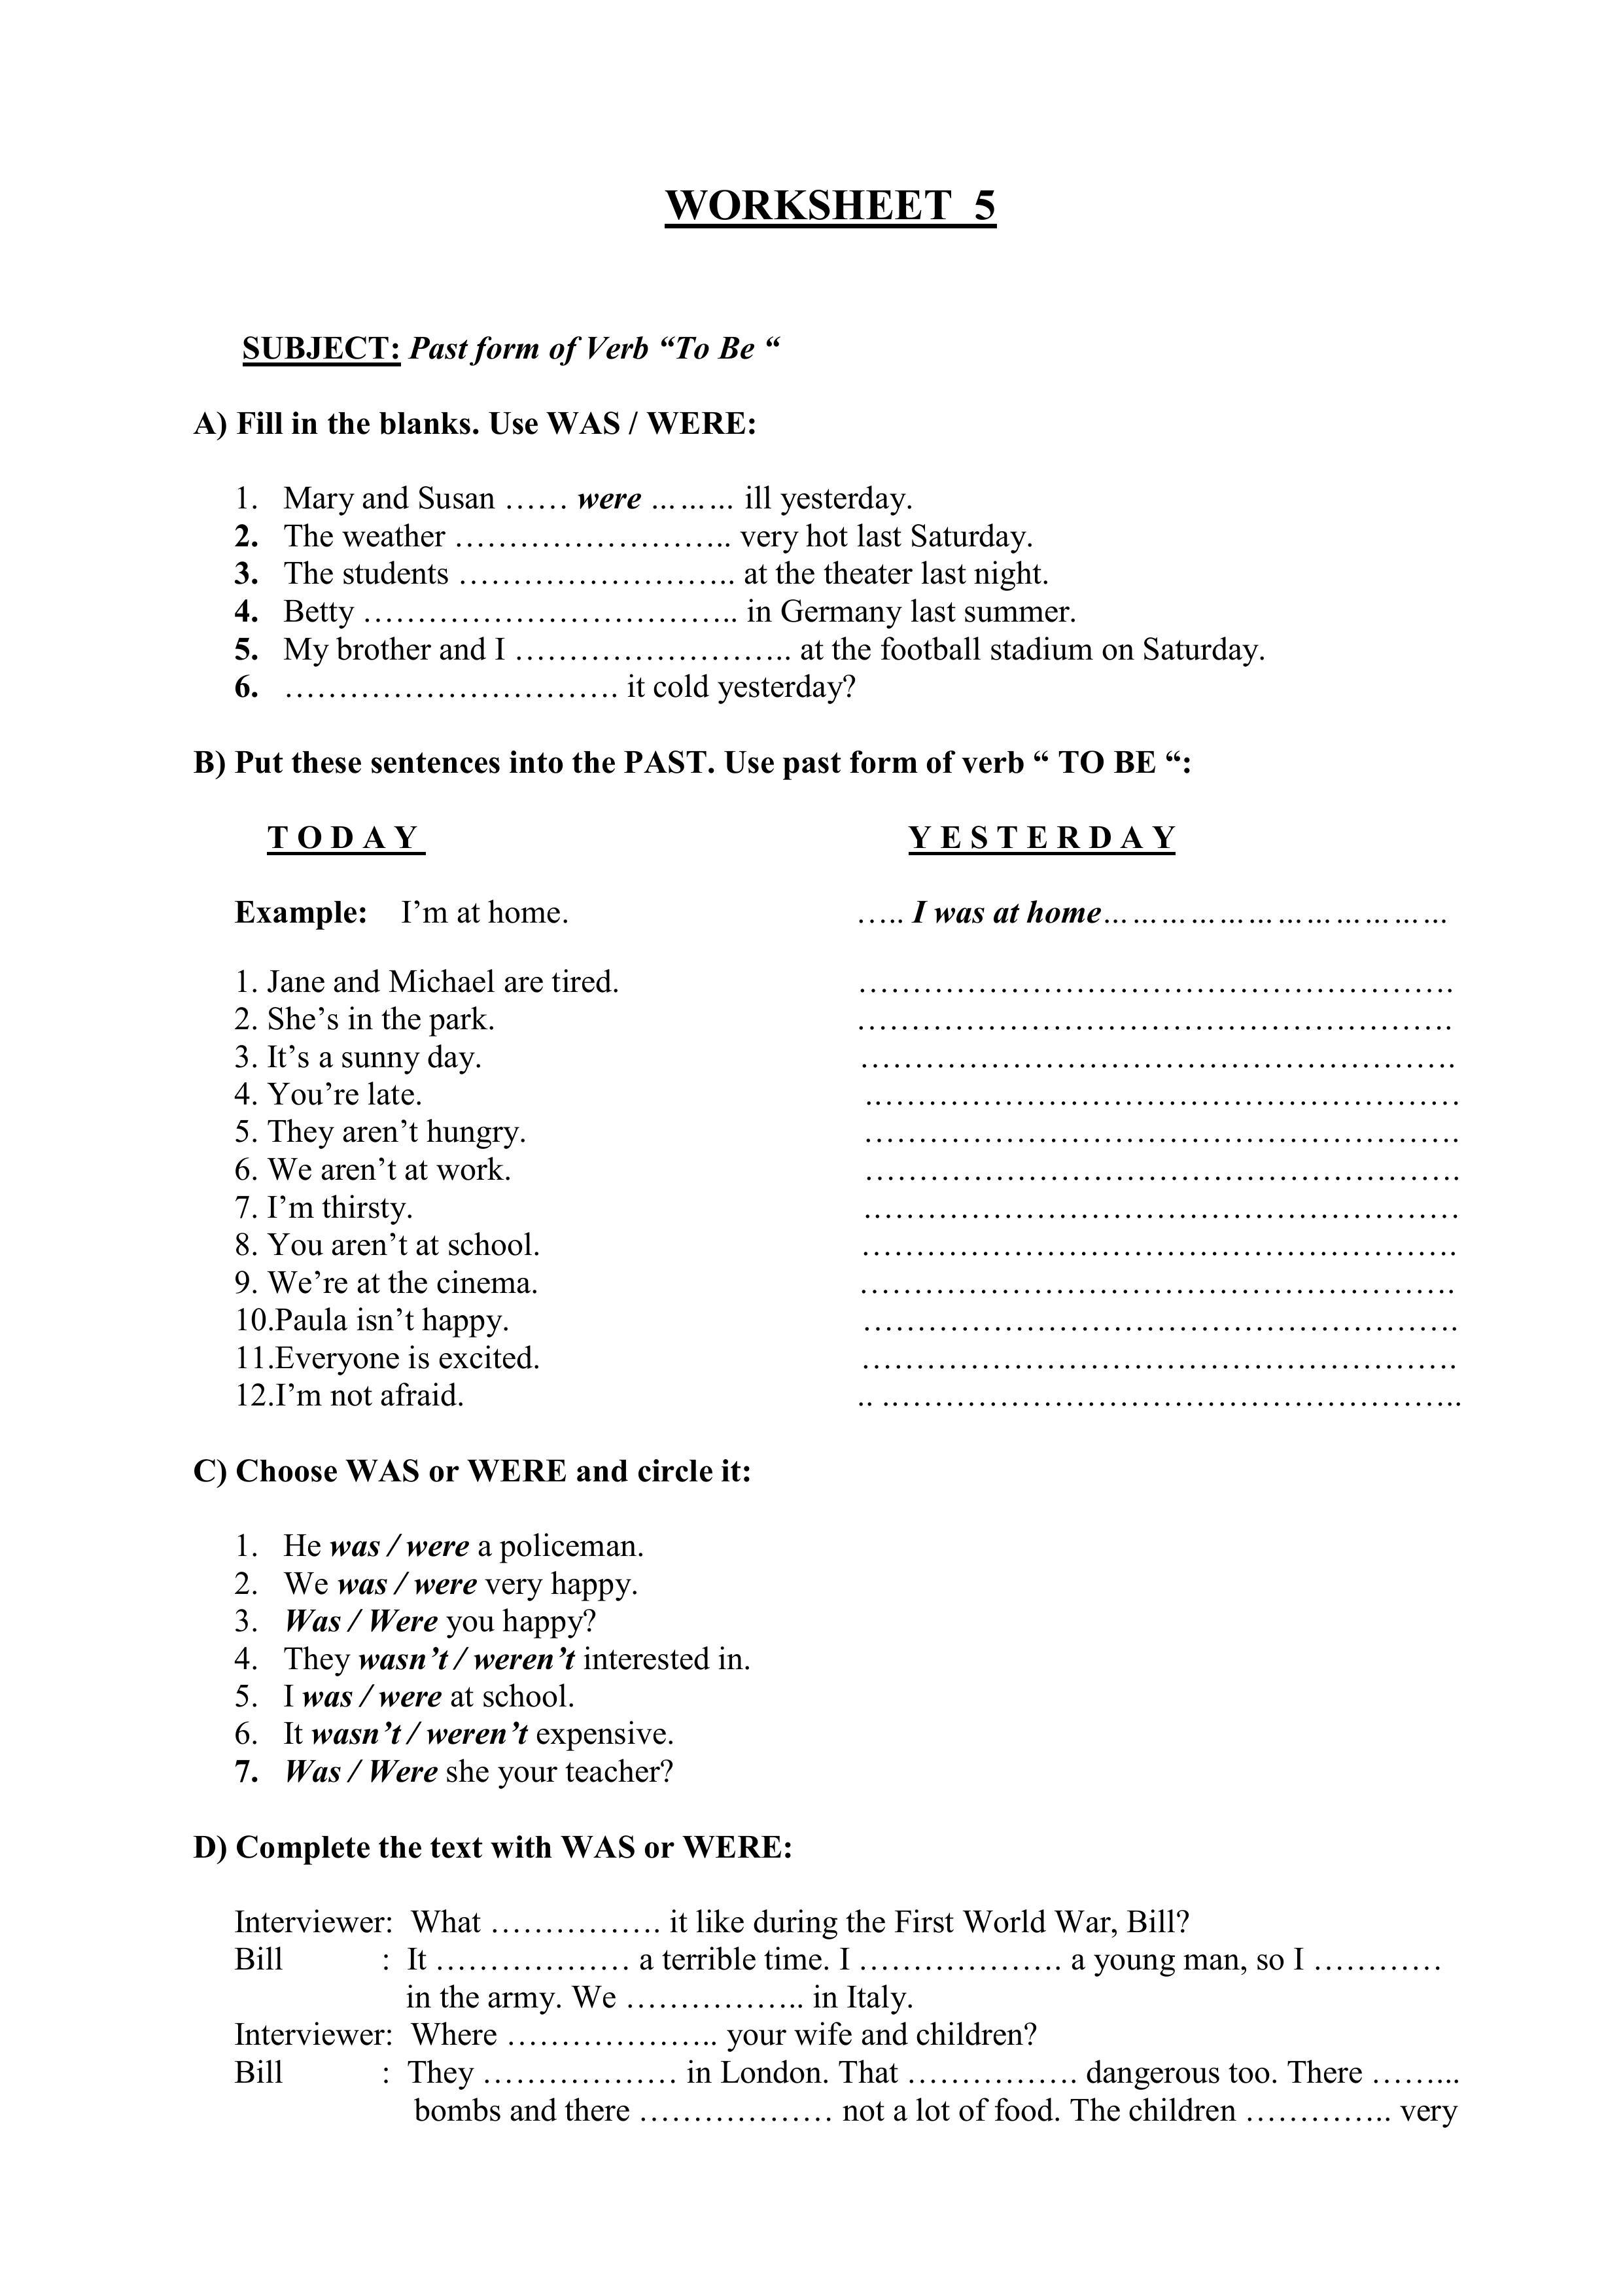 WORKSHEET 5
SUBJECT: Past form of Verb “To Be “
A) Fill in the blanks. Use WAS / WERE:
1. Mary and Susan …… were ……… ill yesterday.
2. The weather …………………….. very hot last Saturday.
3. The students …………………….. at the theater last night.
4. Betty …………………………….. in Germany last summer.
5. My brother and I …………………….. at the football stadium on Saturday.
6. …………………………. it cold yesterday?
B) Put these sentences into the PAST. Use past form of verb “ TO BE “:
T O D A Y Y E S T E R D A Y
Example: I’m at home. ….. I was at home………………………………
1. Jane and Michael are tired. ……………………………………………….
2. She’s in the park. ……………………………………………….
3. It’s a sunny day. ……………………………………………….
4. You’re late. ..………………………………………………
5. They aren’t hungry. ……………………………………………….
6. We aren’t at work. ……………………………………………….
7. I’m thirsty. ..………………………………………………
8. You aren’t at school. ……………………………………………….
9. We’re at the cinema. ……………………………………………….
10.Paula isn’t happy. ……………………………………………….
11.Everyone is excited. ……………………………………………….
12.I’m not afraid. .. ..……………………………………………..
C) Choose WAS or WERE and circle it:
1. He was / were a policeman.
2. We was / were very happy.
3. Was / Were you happy?
4. They wasn’t / weren’t interested in.
5. I was / were at school.
6. It wasn’t / weren’t expensive.
7. Was / Were she your teacher?
D) Complete the text with WAS or WERE:
Interviewer: What ……………. it like during the First World War, Bill?
Bill : It ……………… a terrible time. I ………………. a young man, so I …………
in the army. We …………….. in Italy.
Interviewer: Where ……………….. your wife and children?
Bill : They ……………… in London. That ……………. dangerous too. There ……...
bombs and there ……………… not a lot of food. The children ………….. very